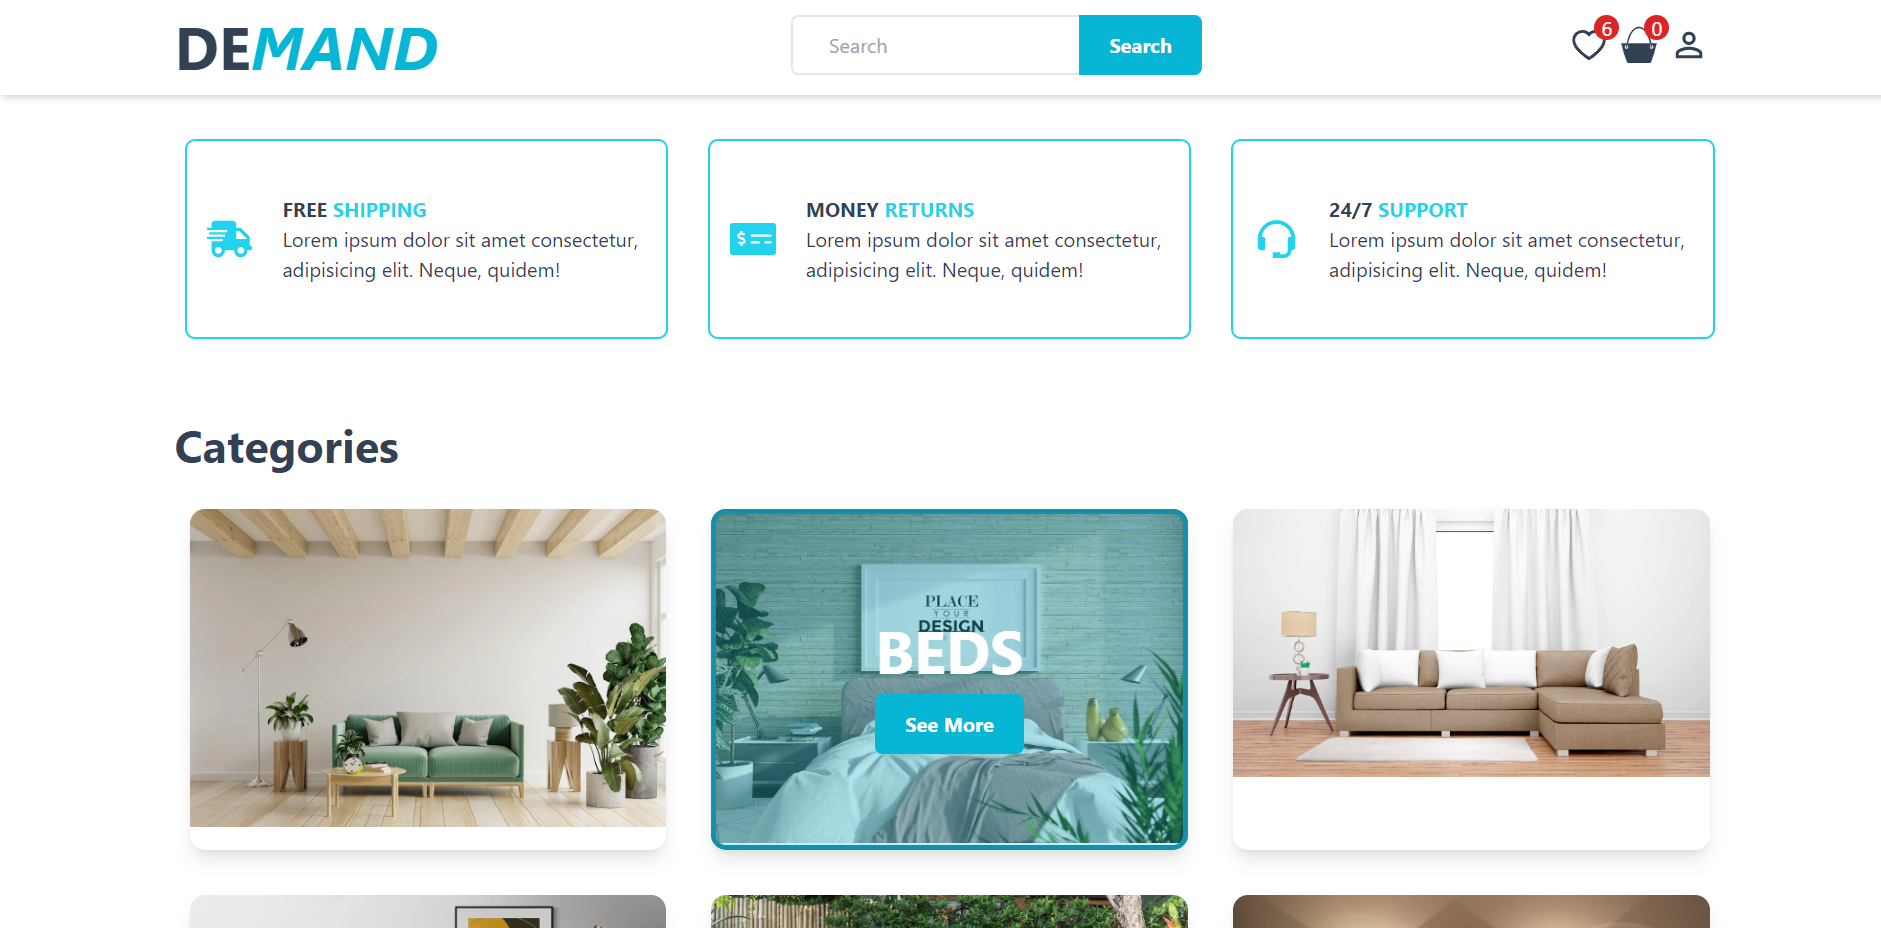 DEMAND
Search
Search
6
0
FREE SHIPPING
Lorem ipsum dolor sit amet consectetur,
adipisicing elit. Neque, quidem!
MONEY RETURNS
Lorem ipsum dolor sit amet consectetur,
adipisicing elit. Neque, quidem!
24/7 SUPPORT
Lorem ipsum dolor sit amet consectetur,
adipisicing elit. Neque, quidem!
Categories
PLACE
YOUR
DESIGN
BEDS
See More